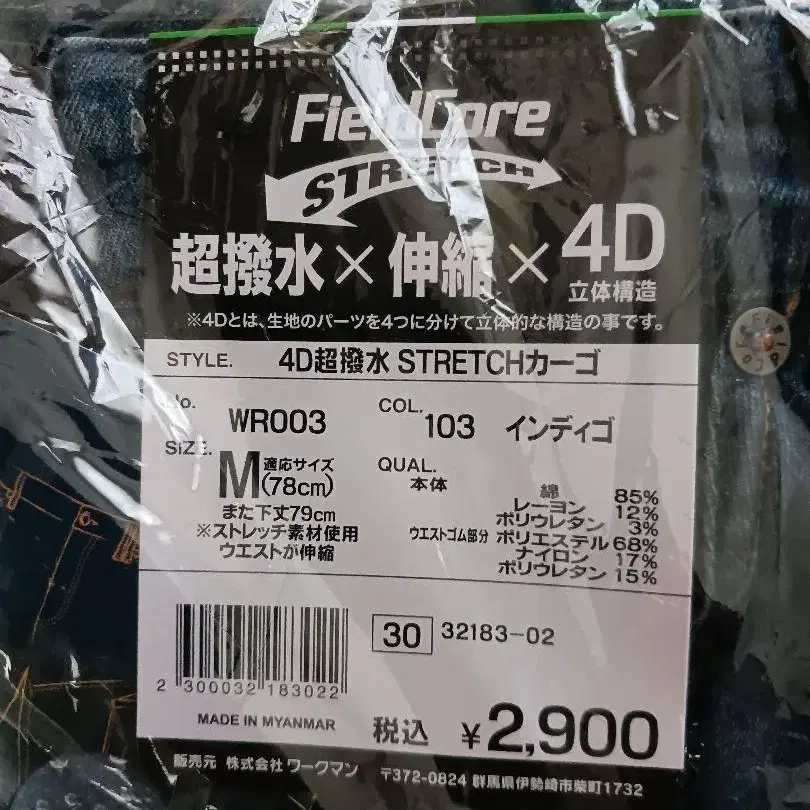 FieldCore
STRETCH
超撥水×伸縮×4D
立体構造
※4Dとは、生地のパーツを4つに分けて立体的な構造の事です。
STYLE. 4D超撥水 STRETCHカーゴ
No. WR003 COL. 103 インディゴ
SIZE. M 適応サイズ (78cm)
また下丈79cm
※ストレッチ素材使用
ウエストが伸縮
QUAL.
本体 綿 85%
レーヨン 12%
ポリウレタン 3%
ウエストゴム部分 ポリエステル 68%
ナイロン 17%
ポリウレタン 15%
30 32183-02
2 300032 183022
MADE IN MYANMAR
税込 ¥2,900
販売元 株式会社 ワークマン 〒372-0824 群馬県伊勢崎市柴町1732